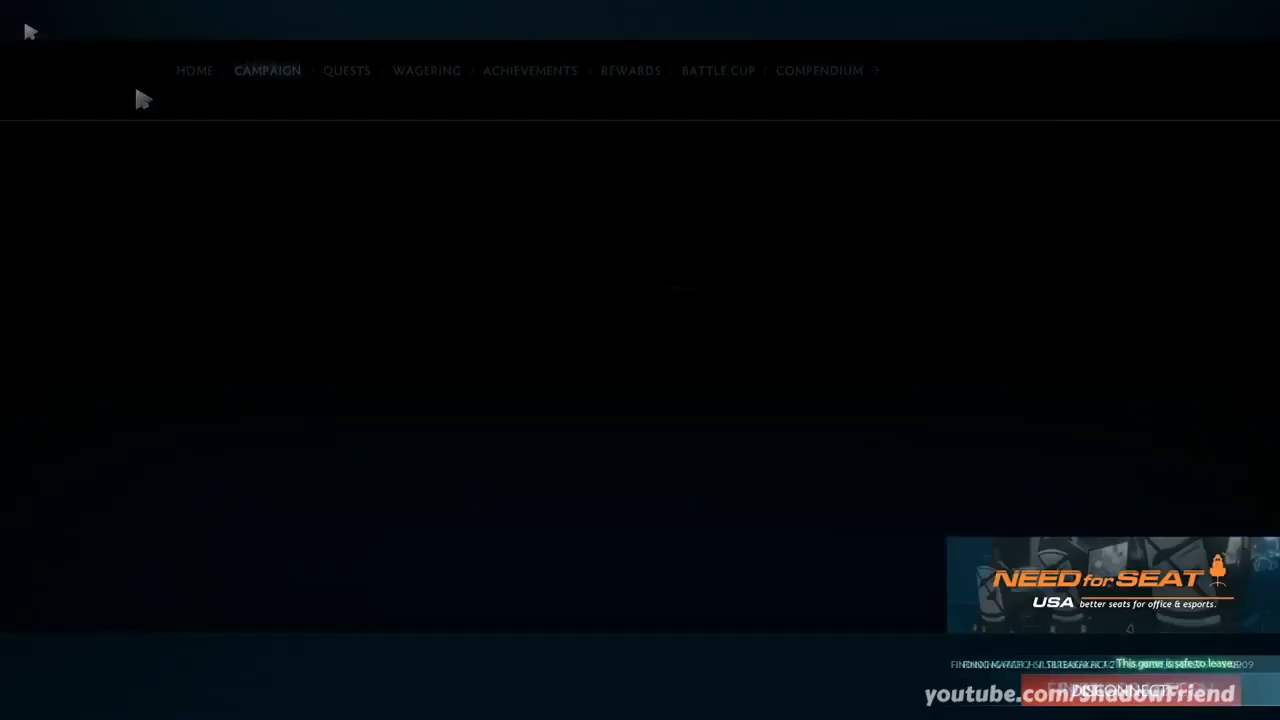 HOME / CAMPAIGN / QUESTS / WAGERING / ACHIEVEMENTS / REWARDS / BATTLE CUP / COMPENDIUM
NEED for SEAT
USA better seats for office & esports.
This game is safe to leave
DISCONNECT
youtube.com/ShadowFriend